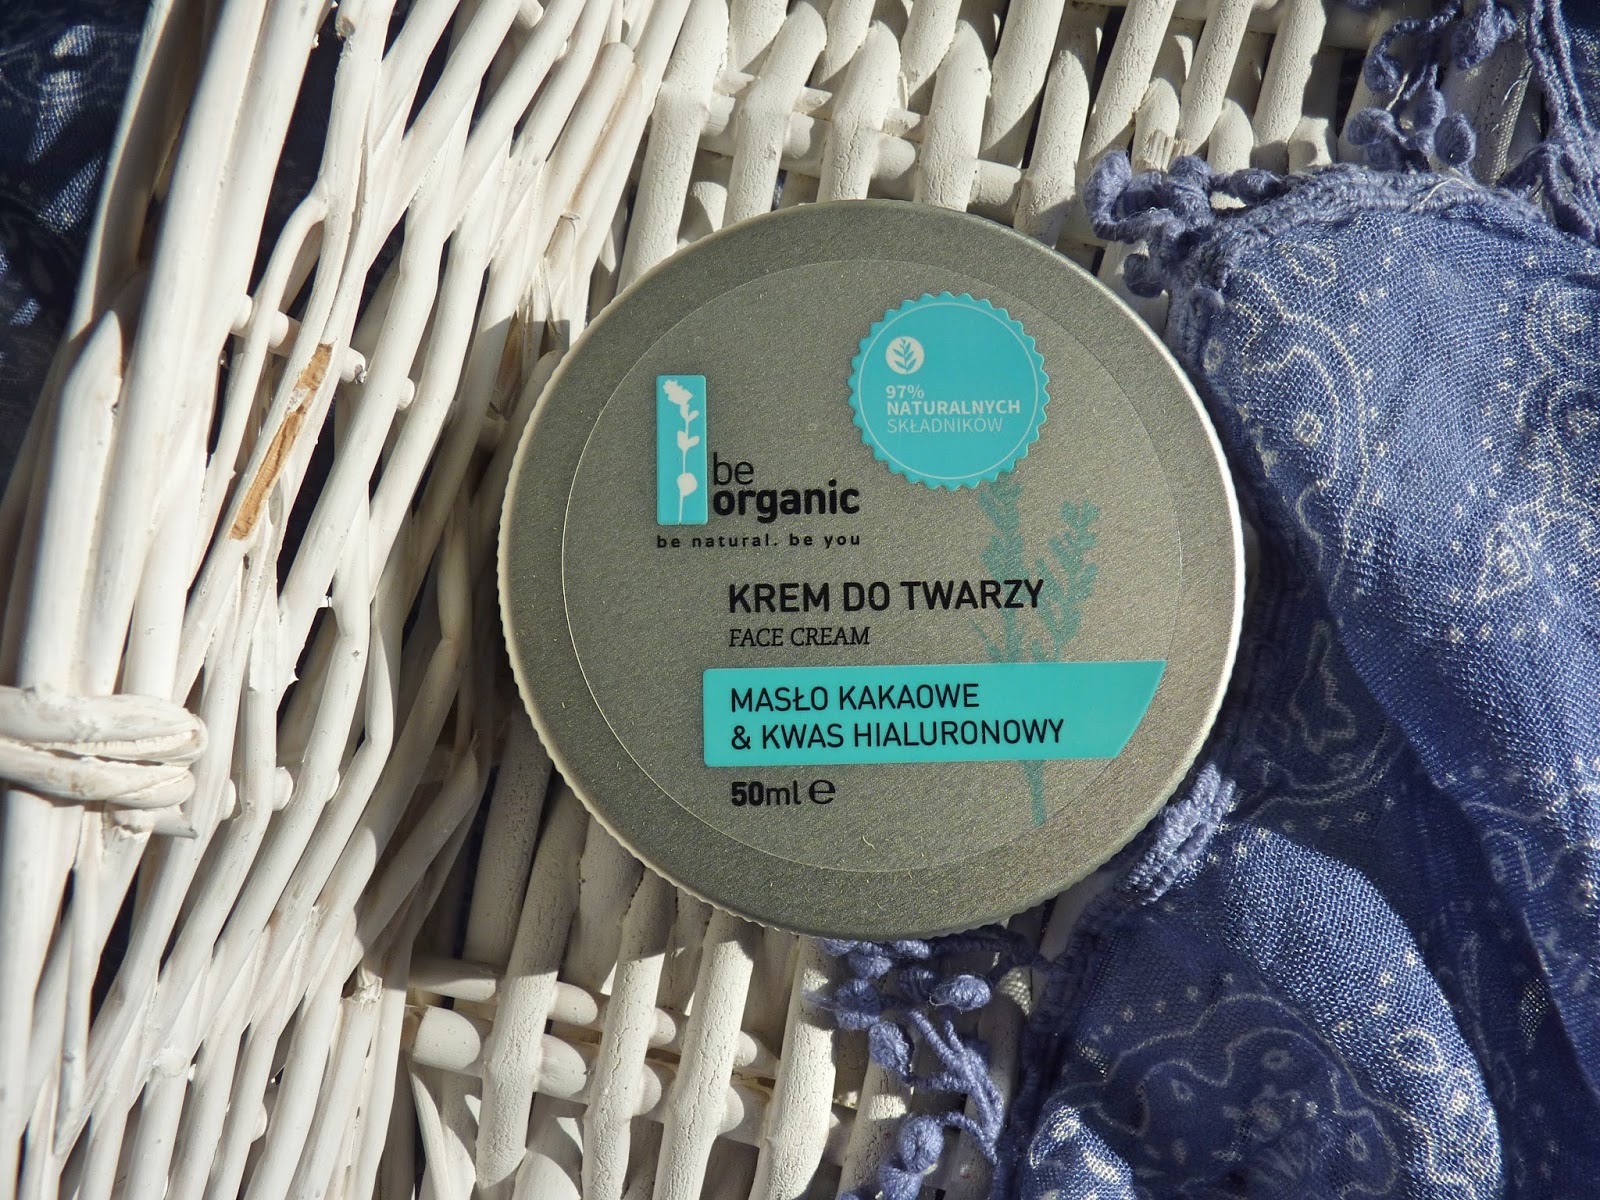 97%
NATURALNYCH
SKŁADNIKÓW
be
organic
be natural. be you
KREM DO TWARZY
FACE CREAM
MASŁO KAKAOWE
& KWAS HIALURONOWY
50ml ℮